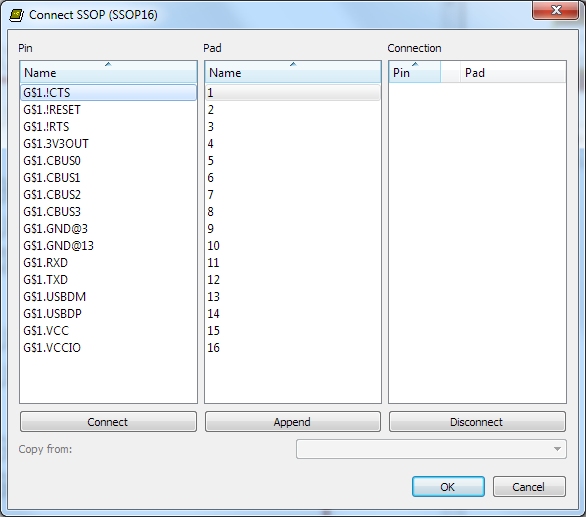 Connect SSOP (SSOP16)
Pin Pad Connection
Name Name Pin Pad
G$1.!CTS 1
G$1.!RESET 2
G$1.!RTS 3
G$1.3V3OUT 4
G$1.CBUS0 5
G$1.CBUS1 6
G$1.CBUS2 7
G$1.CBUS3 8
G$1.GND@3 9
G$1.GND@13 10
G$1.RXD 11
G$1.TXD 12
G$1.USBDM 13
G$1.USBDP 14
G$1.VCC 15
G$1.VCCIO 16
Connect Append Disconnect
Copy from:
OK Cancel